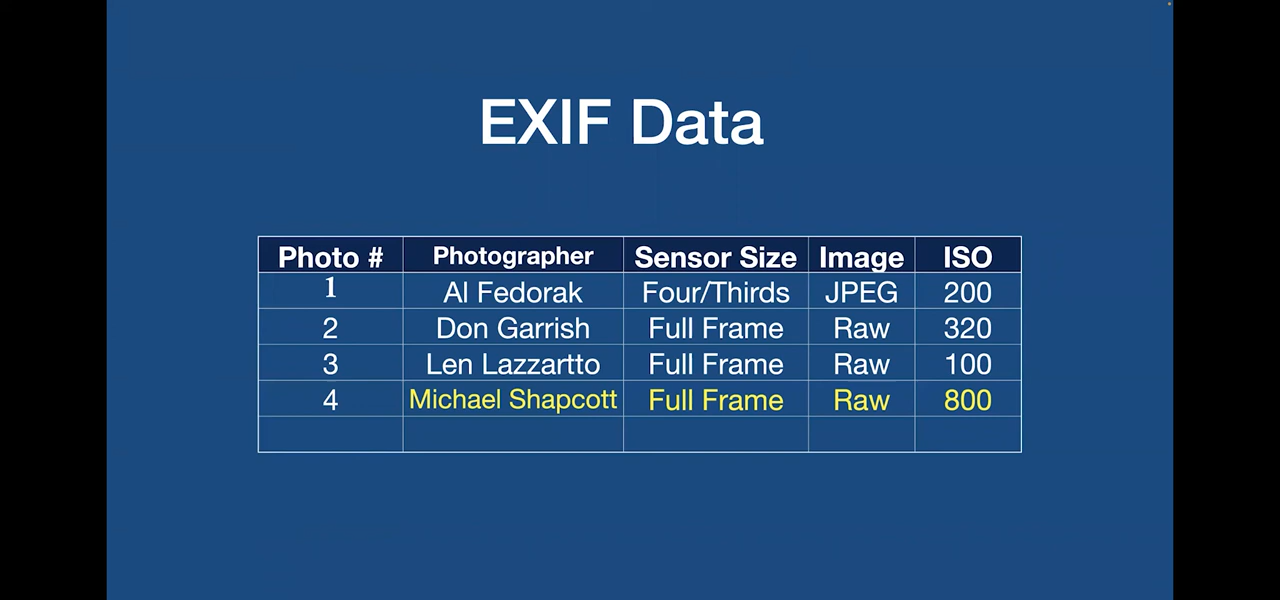 EXIF Data
Photo # Photographer Sensor Size Image ISO
1 Al Fedorak Four/Thirds JPEG 200
2 Don Garrish Full Frame Raw 320
3 Len Lazzartto Full Frame Raw 100
4 Michael Shapcott Full Frame Raw 800